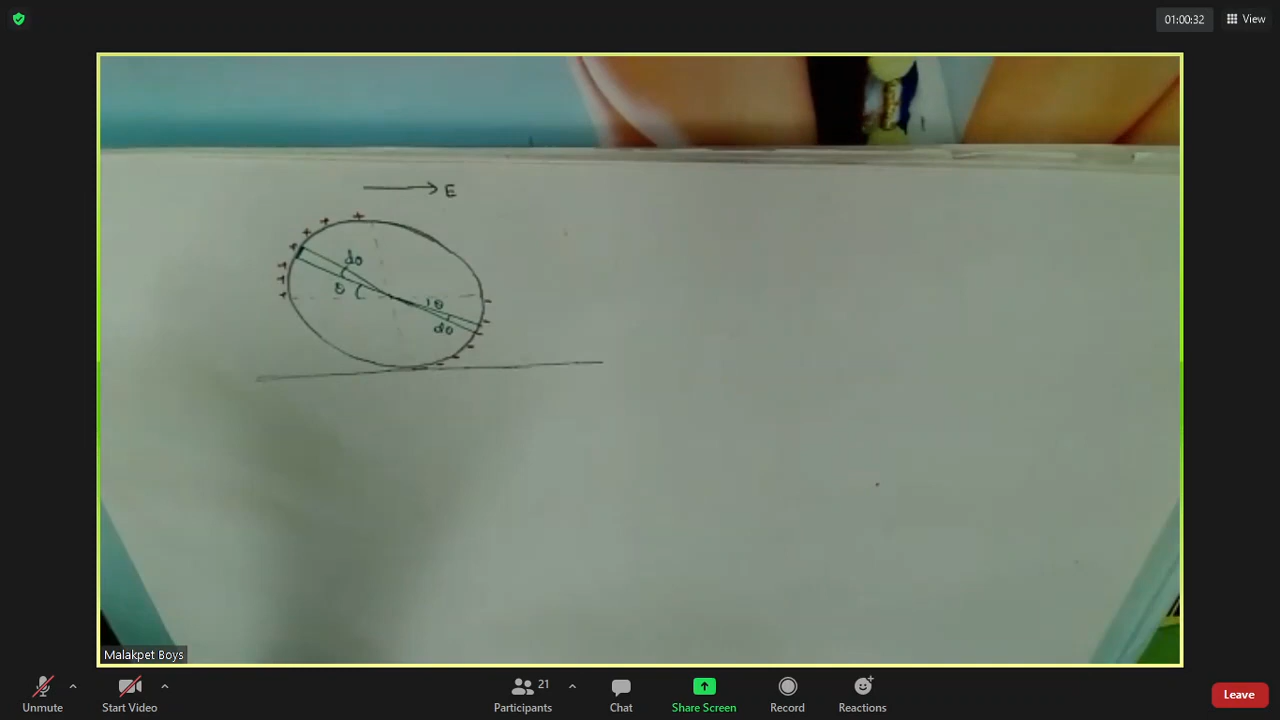 01:00:32 View
E
dθ
θ
θ
dθ
Malakpet Boys
Unmute
Start Video
21
Participants
Chat
Share Screen
Record
Reactions
Leave